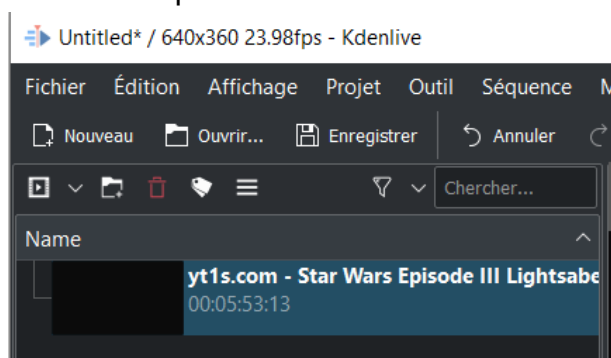 Untitled* / 640x360 23.98fps - Kdenlive
Fichier Édition Affichage Projet Outil Séquence
Nouveau Ouvrir... Enregistrer Annuler
Chercher...
Name
yt1s.com - Star Wars Episode III Lightsabe
00:05:53:13